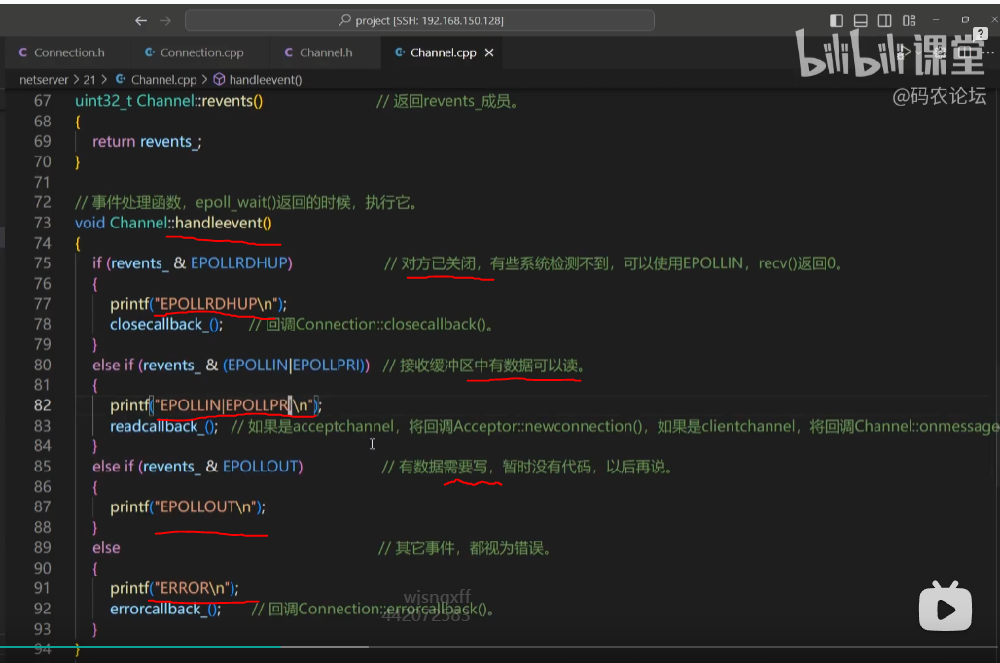 project [SSH: 192.168.150.128]
Connection.h Connection.cpp Channel.h Channel.cpp
bilibili课堂
netserver > 21 > Channel.cpp > handleevent()
@码农论坛
67 uint32_t Channel::revents() // 返回revents_成员。
68 {
69 return revents_;
70 }
71
72 // 事件处理函数，epoll_wait()返回的时候，执行它。
73 void Channel::handleevent()
74 {
75 if (revents_ & EPOLLRDHUP) // 对方已关闭，有些系统检测不到，可以使用EPOLLIN，recv()返回0。
76 {
77 printf("EPOLLRDHUP\n");
78 closecallback_(); // 回调Connection::closecallback()。
79 }
80 else if (revents_ & (EPOLLIN|EPOLLPRI)) // 接收缓冲区中有数据可以读。
81 {
82 printf("EPOLLIN|EPOLLPRI\n");
83 readcallback_(); // 如果是acceptchannel，将回调Acceptor::newconnection()，如果是clientchannel，将回调Channel::onmessage
84 }
85 else if (revents_ & EPOLLOUT) // 有数据需要写，暂时没有代码，以后再说。
86 {
87 printf("EPOLLOUT\n");
88 }
89 else // 其它事件，都视为错误。
90 {
91 printf("ERROR\n");
92 errorcallback_(); // 回调Connection::errorcallback()。
93 }
94 }
wjsngxff
442072583